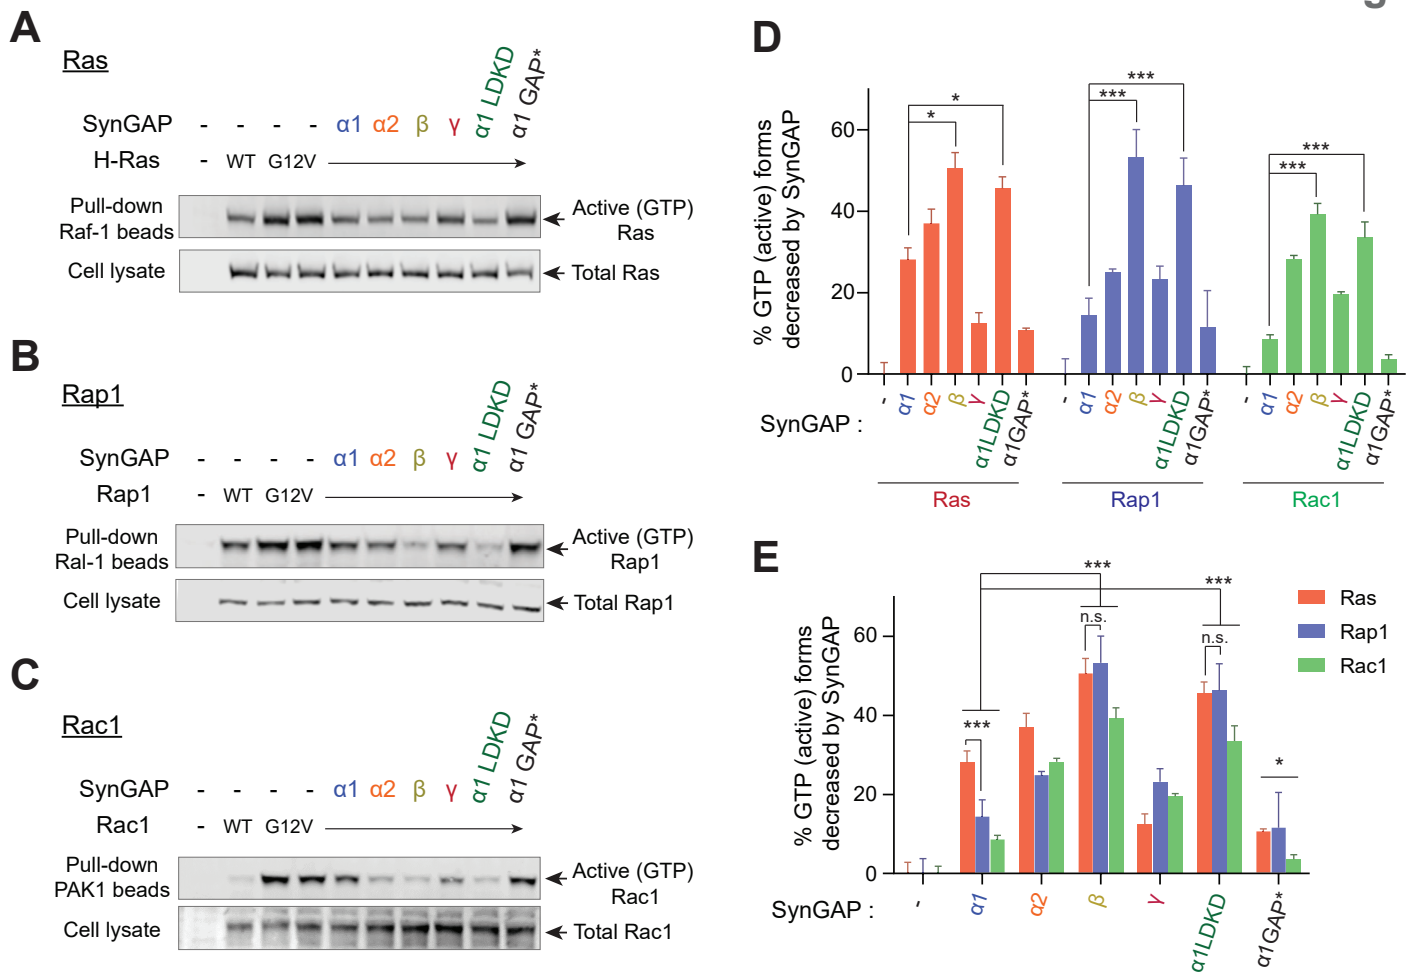 A
Ras
SynGAP - - - - α1 α2 β γ α1 LDKD α1 GAP*
H-Ras - WT G12V
Pull-down
Raf-1 beads
Active (GTP)
Ras
Cell lysate
Total Ras
B
Rap1
SynGAP - - - - α1 α2 β γ α1 LDKD α1 GAP*
Rap1 - WT G12V
Pull-down
Ral-1 beads
Active (GTP)
Rap1
Cell lysate
Total Rap1
C
Rac1
SynGAP - - - - α1 α2 β γ α1 LDKD α1 GAP*
Rac1 - WT G12V
Pull-down
PAK1 beads
Active (GTP)
Rac1
Cell lysate
Total Rac1
D
% GTP (active) forms
decreased by SynGAP
60
40
20
0
* *
*** ***
*** ***
SynGAP :
- α1 α2 β γ α1LDKD α1GAP*
- α1 α2 β γ α1LDKD α1GAP*
- α1 α2 β γ α1LDKD α1GAP*
Ras Rap1 Rac1
E
% GTP (active) forms
decreased by SynGAP
60
40
20
0
*** ***
n.s. n.s.
*** *
Ras
Rap1
Rac1
SynGAP : - α1 α2 β γ α1LDKD α1GAP*